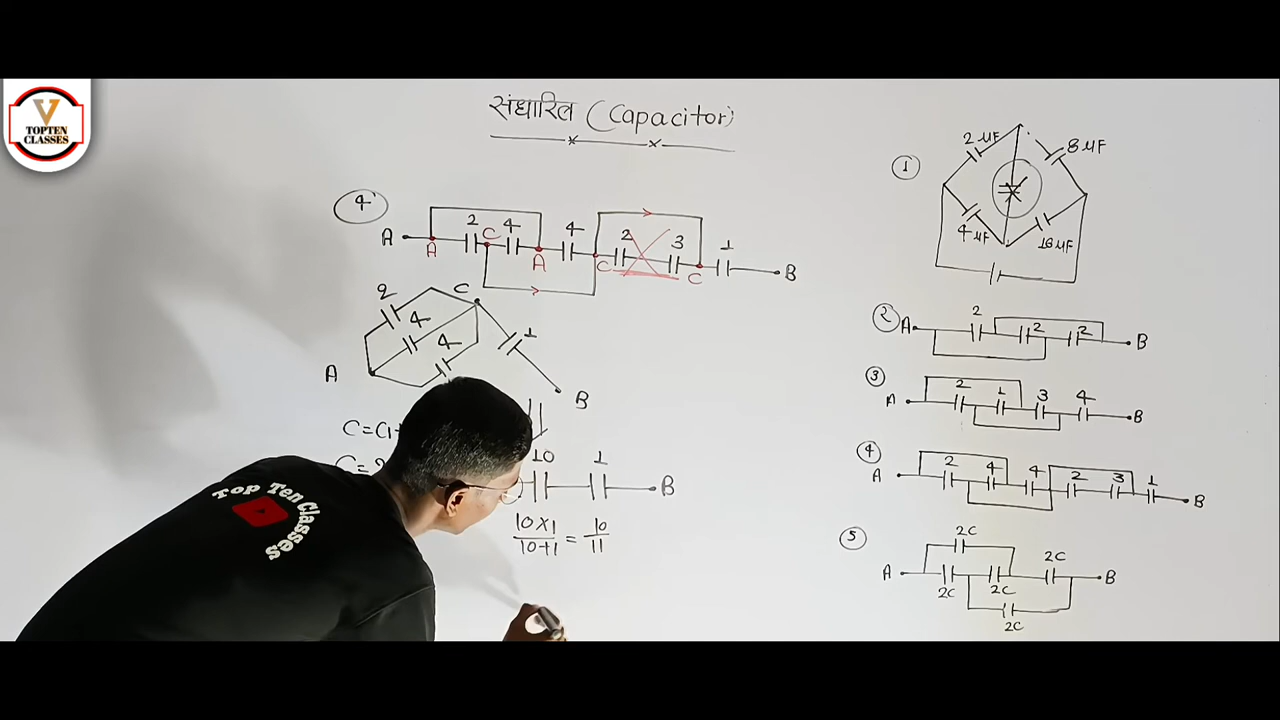 V
TOPTEN
CLASSES
संधारित्र (Capacitor)
④
A A 2 C 4 A 4 C 2 3 C 1 B
2 C
4
4 1
A B
C=C₁
C=2
10 1 B
10×1 = 10
10+1 11
Top Ten Classes
①
2 μF 8 μF
4 μF 16 μF
② A 2 2 2 B
③ A 2 1 3 4 B
④ A 2 4 4 2 3 1 B
⑤ 2C
A 2C 2C 2C B
2C